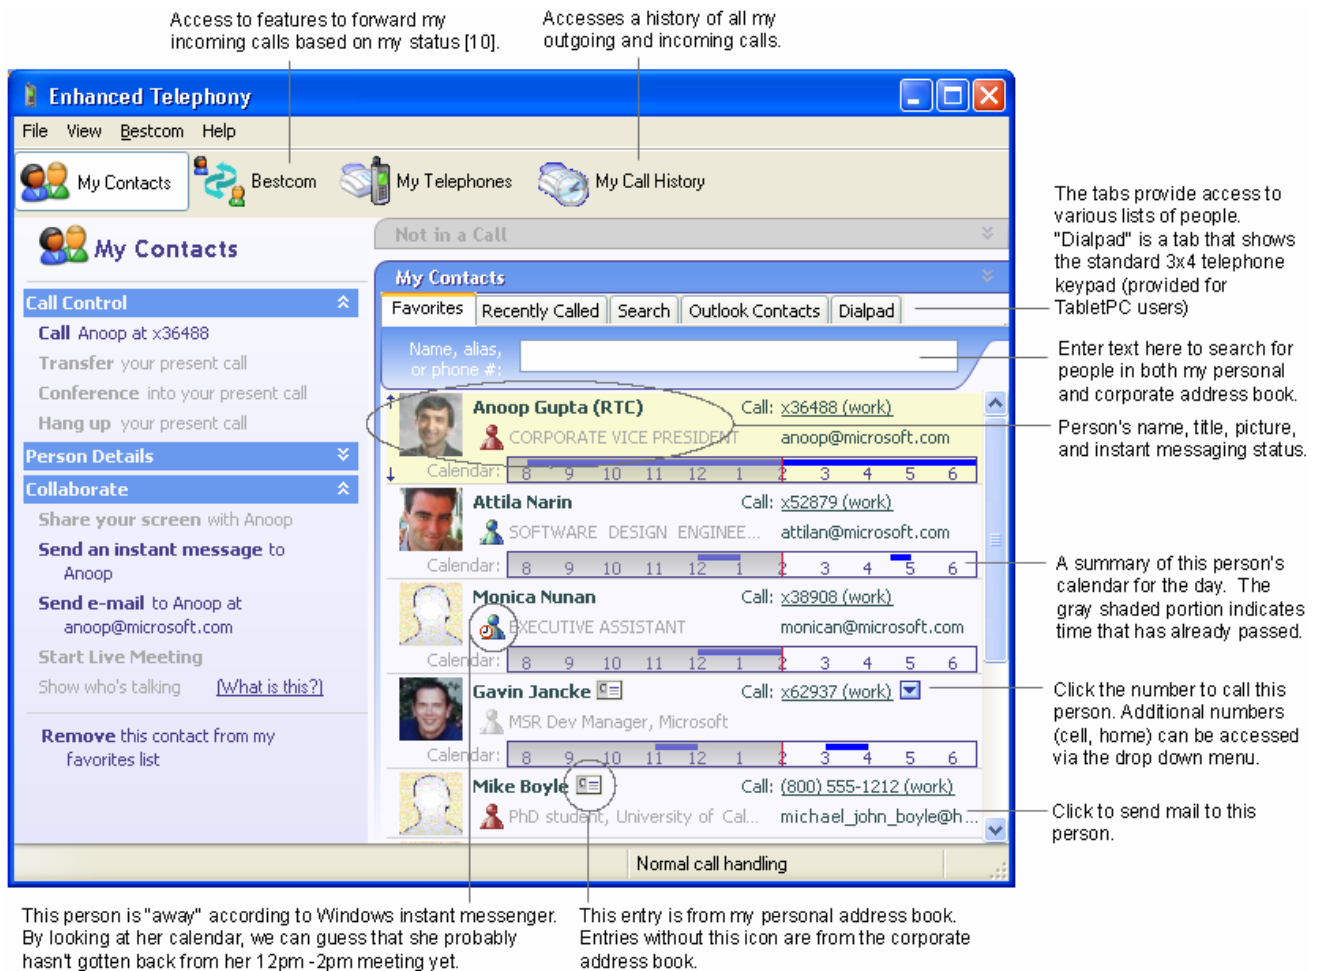 Access to features to forward my
incoming calls based on my status [10].
Accesses a history of all my
outgoing and incoming calls.
Enhanced Telephony
File View Bestcom Help
My Contacts Bestcom My Telephones My Call History
My Contacts
Call Control
Call Anoop at x36488
Transfer your present call
Conference into your present call
Hang up your present call
Person Details
Collaborate
Share your screen with Anoop
Send an instant message to
Anoop
Send e-mail to Anoop at
anoop@microsoft.com
Start Live Meeting
Show who's talking (What is this?)
Remove this contact from my
favorites list
Not in a Call
My Contacts
Favorites Recently Called Search Outlook Contacts Dialpad
Name, alias,
or phone #:
Anoop Gupta (RTC) Call: x36488 (work)
CORPORATE VICE PRESIDENT anoop@microsoft.com
Calendar: 8 9 10 11 12 1 2 3 4 5 6
Attila Narin Call: x52879 (work)
SOFTWARE DESIGN ENGINEE... attilan@microsoft.com
Calendar: 8 9 10 11 12 1 2 3 4 5 6
Monica Nunan Call: x38908 (work)
EXECUTIVE ASSISTANT monican@microsoft.com
Calendar: 8 9 10 11 12 1 2 3 4 5 6
Gavin Jancke Call: x62937 (work)
MSR Dev Manager, Microsoft
Calendar: 8 9 10 11 12 1 2 3 4 5 6
Mike Boyle Call: (800) 555-1212 (work)
PhD student, University of Cal... michael_john_boyle@h...
Normal call handling
The tabs provide access to
various lists of people.
"Dialpad" is a tab that shows
the standard 3x4 telephone
keypad (provided for
TabletPC users)
Enter text here to search for
people in both my personal
and corporate address book.
Person's name, title, picture,
and instant messaging status.
A summary of this person's
calendar for the day. The
gray shaded portion indicates
time that has already passed.
Click the number to call this
person. Additional numbers
(cell, home) can be accessed
via the drop down menu.
Click to send mail to this
person.
This person is "away" according to Windows instant messenger.
By looking at her calendar, we can guess that she probably
hasn't gotten back from her 12pm -2pm meeting yet.
This entry is from my personal address book.
Entries without this icon are from the corporate
address book.